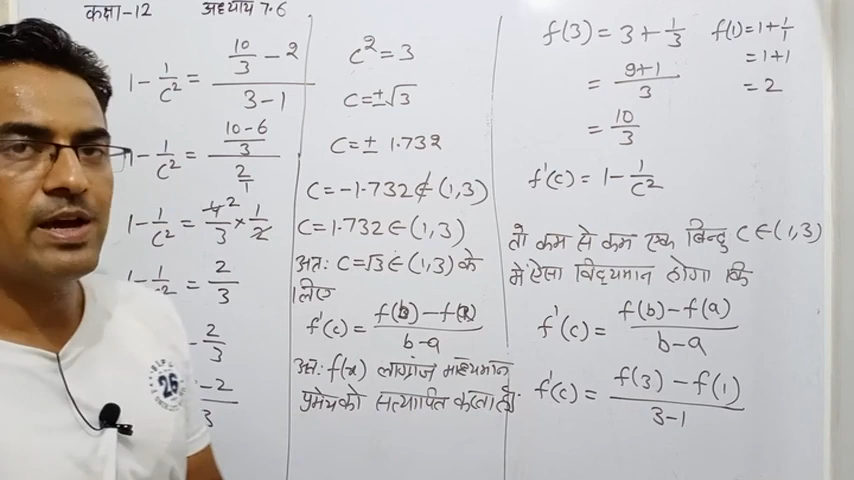 कक्षा-12 अध्याय 7.6
1 - 1/c² = (10/3 - 2)/(3-1)
1 - 1/c² = ((10-6)/3)/(2/1)
1 - 1/c² = 4²/3 × 1/2
1 - 1/c² = 2/3
- 2/3
-2/3
c² = 3
c = ±√3
c = ± 1.732
c = -1.732 ∉ (1,3)
c = 1.732 ∈ (1,3)
अतः c = √3 ∈ (1,3) के
लिए
f'(c) = (f(b) - f(a))/(b-a)
अतः f(x) लाग्रांज माध्यमान
प्रमेय को सत्यापित करता है।
f(3) = 3 + 1/3 f(1) = 1 + 1/1
= (9+1)/3 = 1+1
= 10/3 = 2
f'(c) = 1 - 1/c²
तो कम से कम एक बिन्दु c ∈ (1,3)
में ऐसा विद्यमान होगा कि
f'(c) = (f(b) - f(a))/(b-a)
f'(c) = (f(3) - f(1))/(3-1)
26